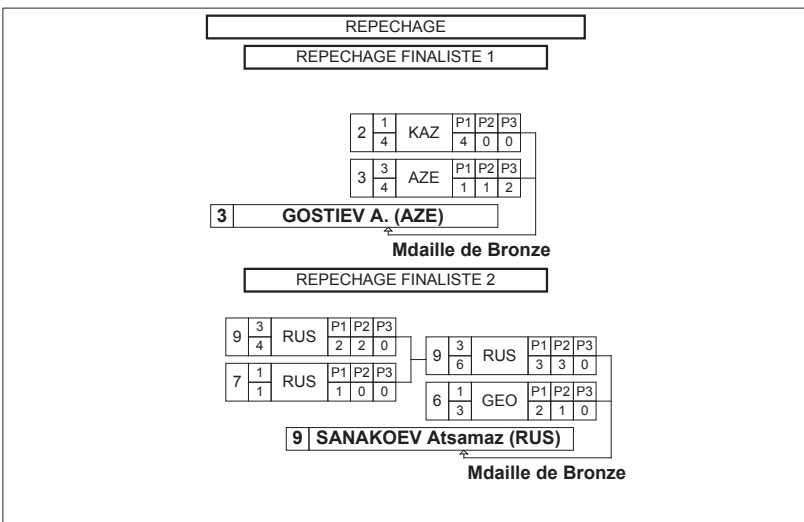 REPECHAGE
REPECHAGE FINALISTE 1
2 1 KAZ P1 P2 P3
4 4 0 0
3 3 AZE P1 P2 P3
4 1 1 2
3 GOSTIEV A. (AZE)
Mdaille de Bronze
REPECHAGE FINALISTE 2
9 3 RUS P1 P2 P3
4 2 2 0
7 1 RUS P1 P2 P3
1 1 0 0
9 3 RUS P1 P2 P3
6 3 3 0
6 1 GEO P1 P2 P3
3 2 1 0
9 SANAKOEV Atsamaz (RUS)
Mdaille de Bronze